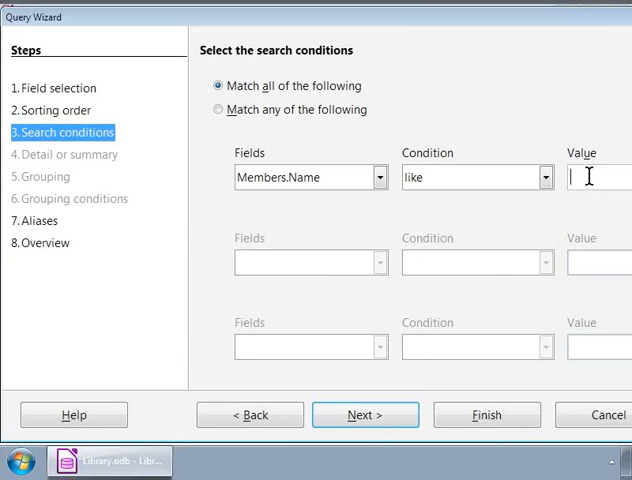 Query Wizard
Steps
1. Field selection
2. Sorting order
3. Search conditions
4. Detail or summary
5. Grouping
6. Grouping conditions
7. Aliases
8. Overview
Select the search conditions
Match all of the following
Match any of the following
Fields Condition Value
Members.Name like
Fields Condition Value
Fields Condition Value
Help < Back Next > Finish Cancel
Library.odb - Libr...